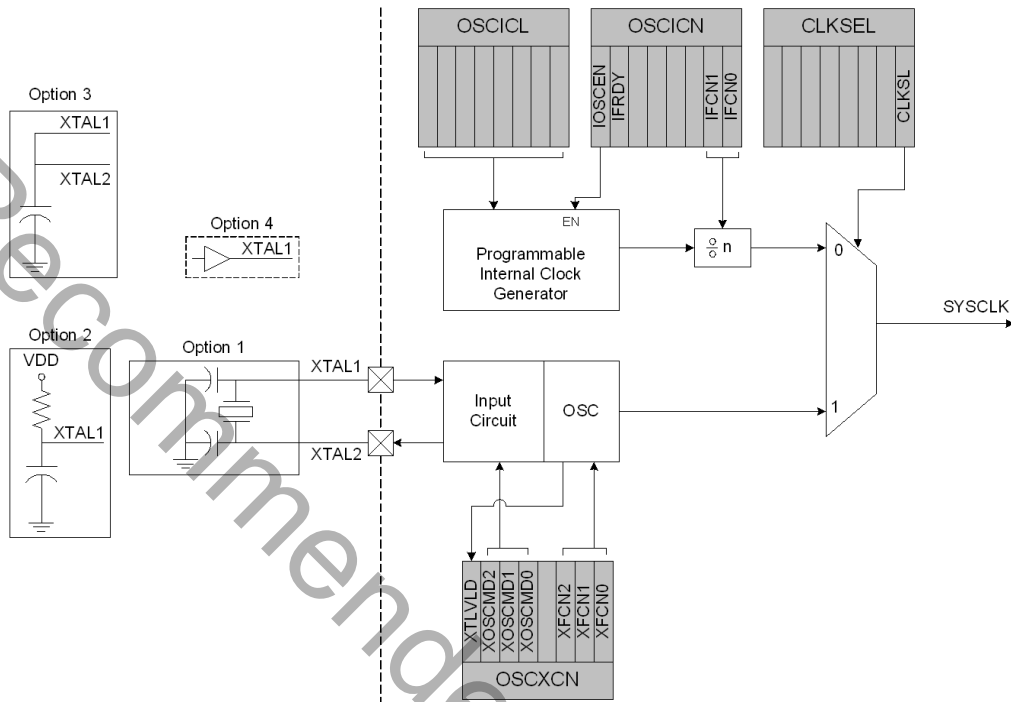 OSCICL
OSCICN
CLKSEL
IOSCEN
IFRDY
IFCN1
IFCN0
CLKSL
Option 3
XTAL1
XTAL2
Option 4
XTAL1
EN
Programmable
Internal Clock
Generator
÷ n
0
SYSCLK
Option 2
VDD
XTAL1
Option 1
XTAL1
XTAL2
Input
Circuit
OSC
1
XTLVLD
XOSCMD2
XOSCMD1
XOSCMD0
XFCN2
XFCN1
XFCN0
OSCXCN